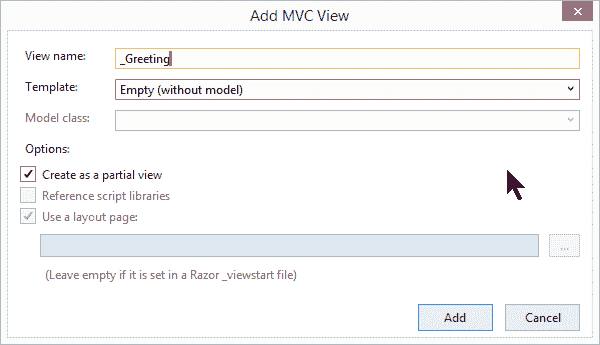 Add MVC View
View name: _Greeting
Template: Empty (without model)
Model class:
Options:
Create as a partial view
Reference script libraries
Use a layout page:
...
(Leave empty if it is set in a Razor _viewstart file)
Add Cancel